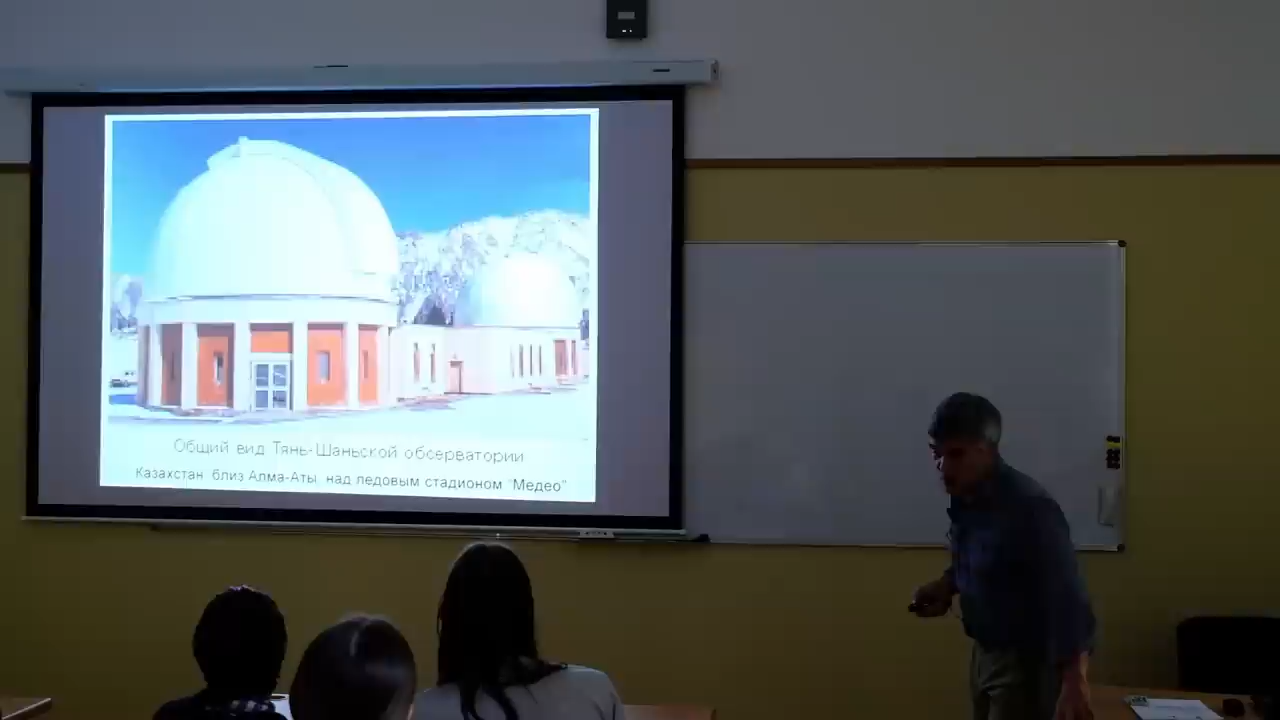 Общий вид Тянь-Шаньской обсерватории
Казахстан близ Алма-Аты над ледовым стадионом "Медео"